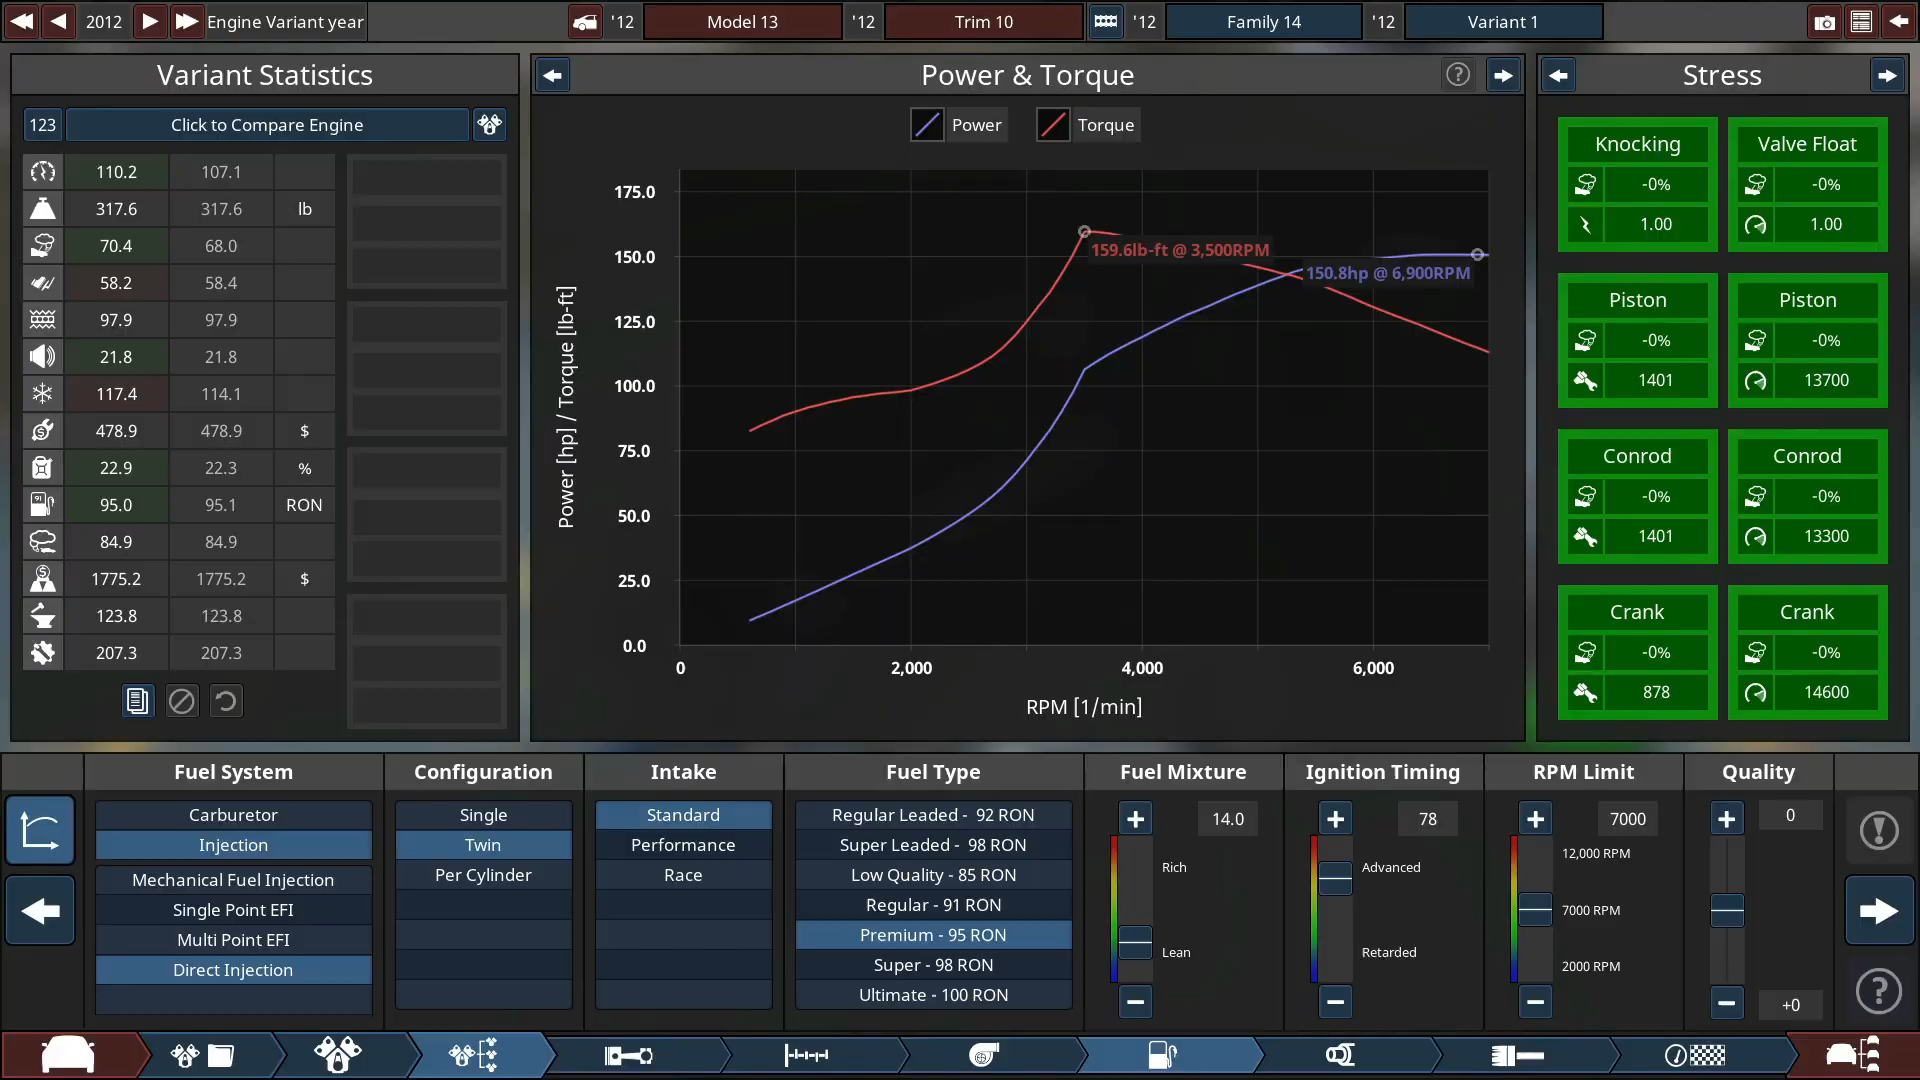 2012 Engine Variant year '12 Model 13 '12 Trim 10 '12 Family 14 '12 Variant 1
Variant Statistics
123 Click to Compare Engine
110.2 107.1
317.6 317.6 lb
70.4 68.0
58.2 58.4
97.9 97.9
21.8 21.8
117.4 114.1
478.9 478.9 $
22.9 22.3 %
95.0 95.1 RON
84.9 84.9
1775.2 1775.2 $
123.8 123.8
207.3 207.3
Power & Torque
?
Power Torque
Power [hp] / Torque [lb-ft]
175.0
150.0
125.0
100.0
75.0
50.0
25.0
0.0
159.6lb-ft @ 3,500RPM
150.8hp @ 6,900RPM
0 2,000 4,000 6,000
RPM [1/min]
Stress
Knocking Valve Float
-0% -0%
1.00 1.00
Piston Piston
-0% -0%
1401 13700
Conrod Conrod
-0% -0%
1401 13300
Crank Crank
-0% -0%
878 14600
Fuel System
Carburetor
Injection
Mechanical Fuel Injection
Single Point EFI
Multi Point EFI
Direct Injection
Configuration
Single
Twin
Per Cylinder
Intake
Standard
Performance
Race
Fuel Type
Regular Leaded - 92 RON
Super Leaded - 98 RON
Low Quality - 85 RON
Regular - 91 RON
Premium - 95 RON
Super - 98 RON
Ultimate - 100 RON
Fuel Mixture
+ 14.0
Rich
Lean
−
Ignition Timing
+ 78
Advanced
Retarded
−
RPM Limit
+ 7000
12,000 RPM
7000 RPM
2000 RPM
−
Quality
+ 0
− +0
?